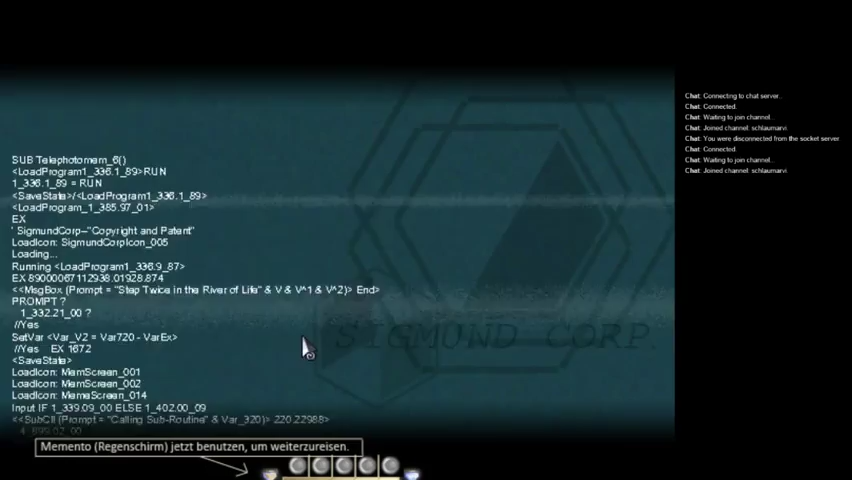 SUB Telephotomem_6()
<LoadProgram1_336.1_89>RUN
1_336.1_89 = RUN
<SaveState>/<LoadProgram1_336.1_89>
<LoadProgram_1_385.97_01>
EX
' SigmundCorp--"Copyright and Patent"
LoadIcon: SigmundCorpIcon_005
Loading...
Running <LoadProgram1_336.9_87>
EX 89000067112938.01928.874
<<MsgBox (Prompt = "Step Twice in the River of Life" & V & V^1 & V^2)> End>
PROMPT ?
1_332.21_00 ?
//Yes
SetVar <Var_V2 = Var720 - VarEx>
//Yes EX 1672
<SaveState>
LoadIcon: MemScreen_001
LoadIcon: MemScreen_002
LoadIcon: MemeScreen_014
Input IF 1_339.09_00 ELSE 1_402.00_09
<<SubCll (Prompt = "Calling Sub-Routine" & Var_320)> 220.22988>
SIGMUND CORP.
Memento (Regenschirm) jetzt benutzen, um weiterzureisen.
Chat: Connecting to chat server..
Chat: Connected.
Chat: Waiting to join channel..
Chat: Joined channel: schlaumarvi
Chat: You were disconnected from the socket server
Chat: Connected.
Chat: Waiting to join channel..
Chat: Joined channel: schlaumarvi.